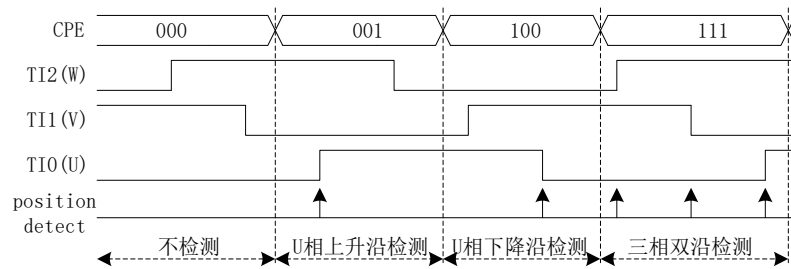 CPE 000 001 100 111
TI2(W)
TI1(V)
TI0(U)
position
detect
不检测 U相上升沿检测 U相下降沿检测 三相双沿检测